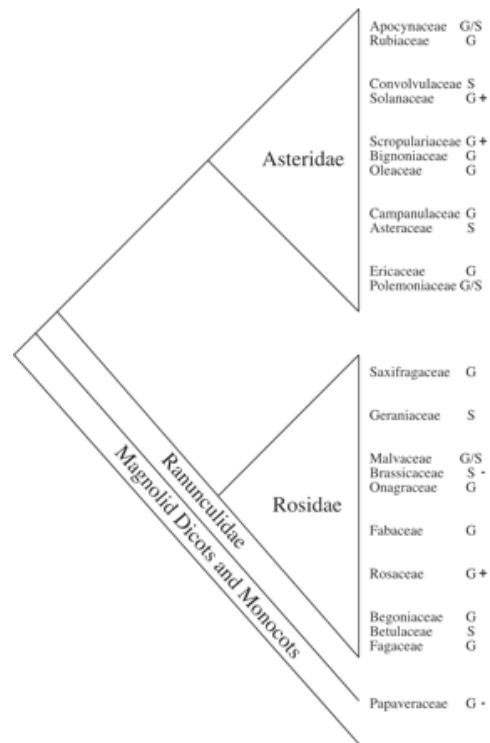 Apocynaceae G/S
Rubiaceae G
Convolvulaceae S
Solanaceae G +
Scropulariaceae G +
Bignoniaceae G
Oleaceae G
Asteridae
Campanulaceae G
Asteraceae S
Ericaceae G
Polemoniaceae G/S
Saxifragaceae G
Geraniaceae S
Malvaceae G/S
Brassicaceae S -
Onagraceae G
Rosidae
Fabaceae G
Rosaceae G +
Begoniaceae G
Betulaceae S
Fagaceae G
Ranunculidae
Papaveraceae G -
Magnolid Dicots and Monocots